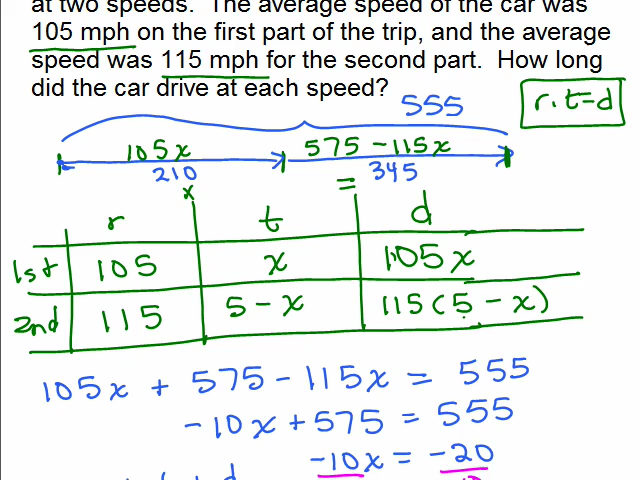 at two speeds. The average speed of the car was
105 mph on the first part of the trip, and the average
speed was 115 mph for the second part. How long
did the car drive at each speed?
555
r.t=d
105x 575-115x
210 345
x =
r t d
1st 105 x 105x
2nd 115 5-x 115(5-x)
105x + 575-115x = 555
-10x+575 = 555
-10x = -20